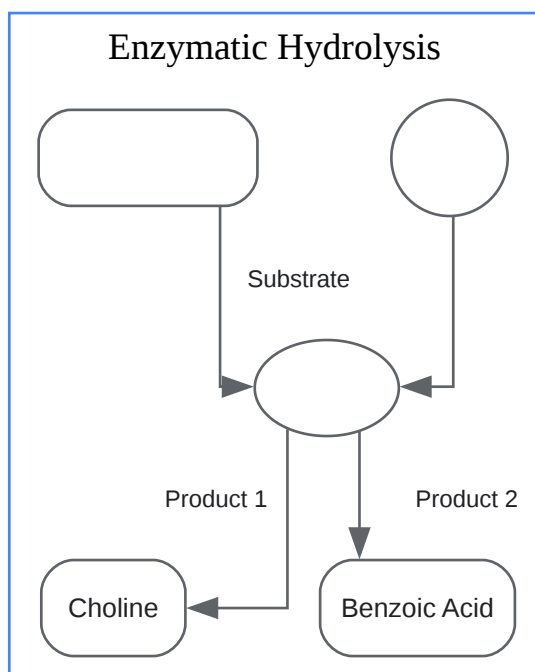 Enzymatic Hydrolysis
Substrate
Product 1
Product 2
Choline
Benzoic Acid